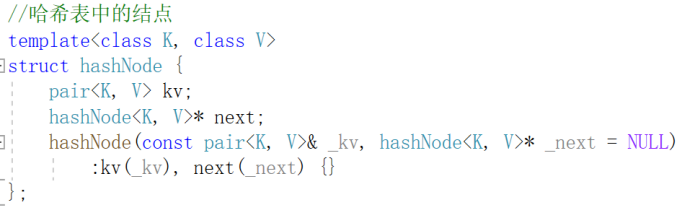 //哈希表中的结点
template<class K, class V>
struct hashNode {
    pair<K, V> kv;
    hashNode<K, V>* next;
    hashNode(const pair<K, V>& _kv, hashNode<K, V>* _next = NULL)
        :kv(_kv), next(_next) {}
};